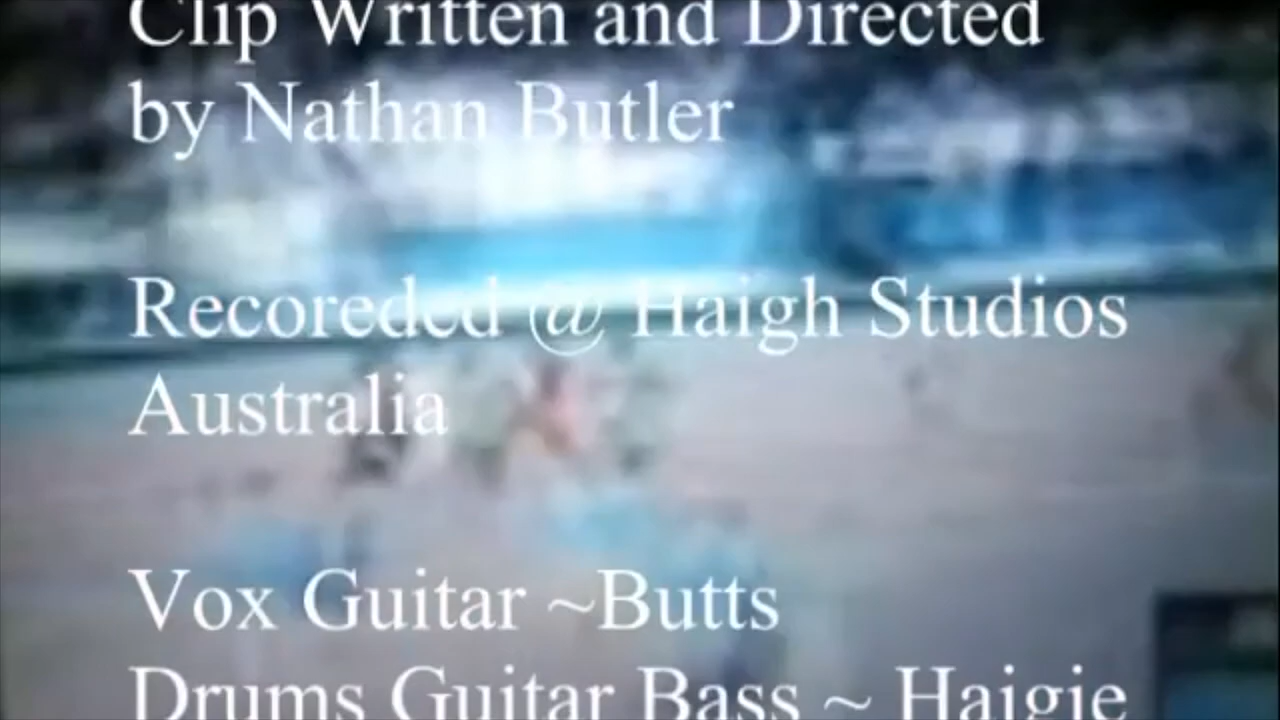 Clip Written and Directed
by Nathan Butler
Recoreded @ Haigh Studios
Australia
Vox Guitar ~Butts
Drums Guitar Bass ~ Haigie